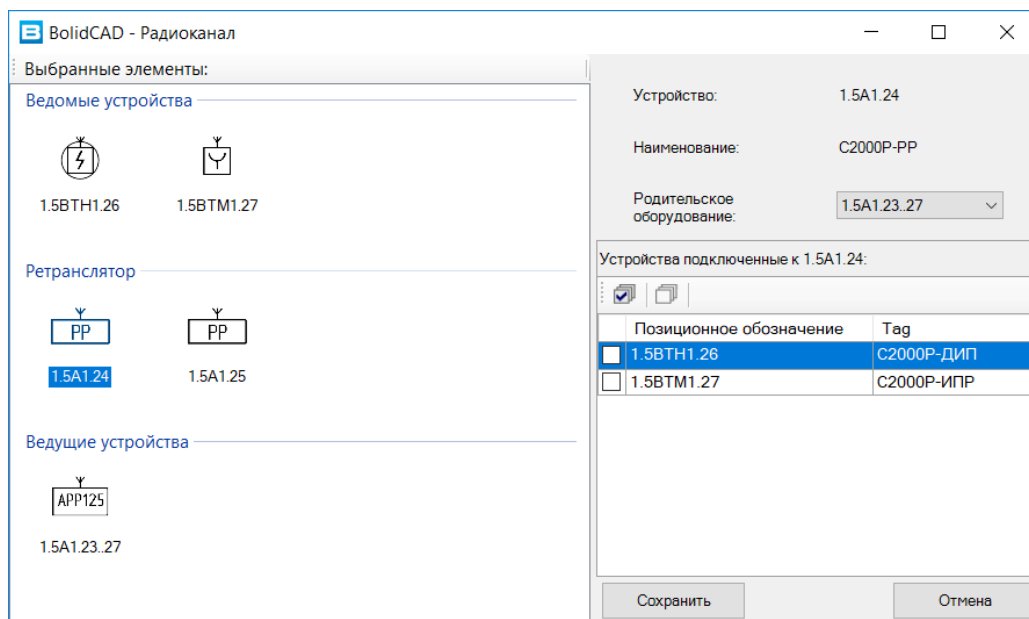 BolidCAD - Радиоканал
Выбранные элементы:
Ведомые устройства
1.5BTH1.26
1.5BTM1.27
Ретранслятор
PP
PP
1.5A1.24
1.5A1.25
Ведущие устройства
APP125
1.5A1.23..27
Устройство:
1.5A1.24
Наименование:
С2000Р-РР
Родительское
оборудование:
1.5A1.23..27
Устройства подключенные к 1.5A1.24:
Позиционное обозначение
Tag
1.5BTH1.26
С2000Р-ДИП
1.5BTM1.27
С2000Р-ИПР
Сохранить
Отмена